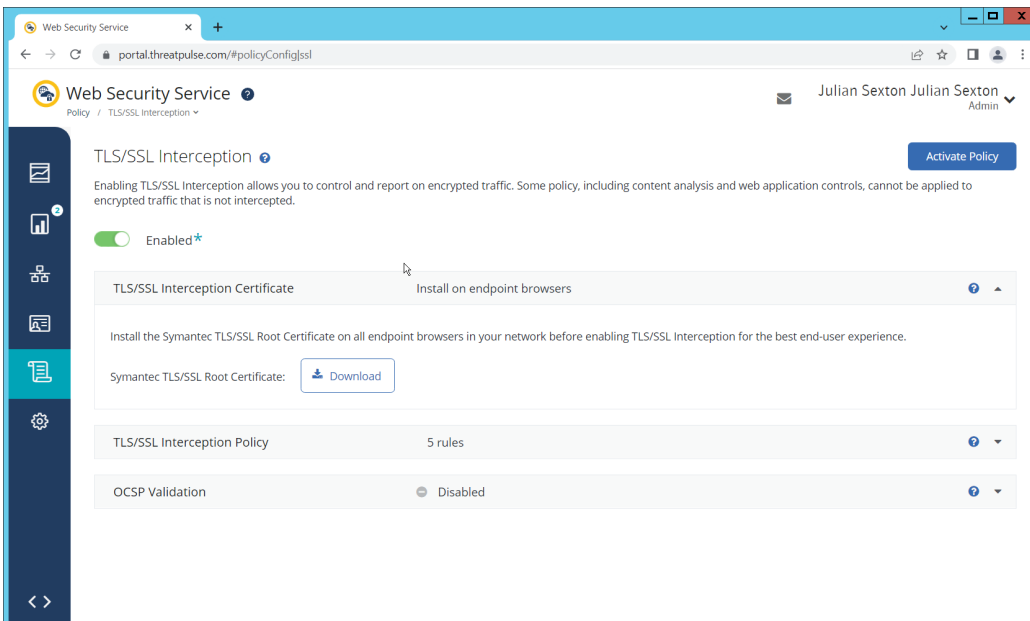 Web Security Service
portal.threatpulse.com/#policyConfig|ssl
Web Security Service
Julian Sexton Julian Sexton
Admin
Policy / TLS/SSL Interception
TLS/SSL Interception
Activate Policy
Enabling TLS/SSL Interception allows you to control and report on encrypted traffic. Some policy, including content analysis and web application controls, cannot be applied to
encrypted traffic that is not intercepted.
2
Enabled*
TLS/SSL Interception Certificate Install on endpoint browsers
Install the Symantec TLS/SSL Root Certificate on all endpoint browsers in your network before enabling TLS/SSL Interception for the best end-user experience.
Symantec TLS/SSL Root Certificate: Download
TLS/SSL Interception Policy 5 rules
OCSP Validation Disabled